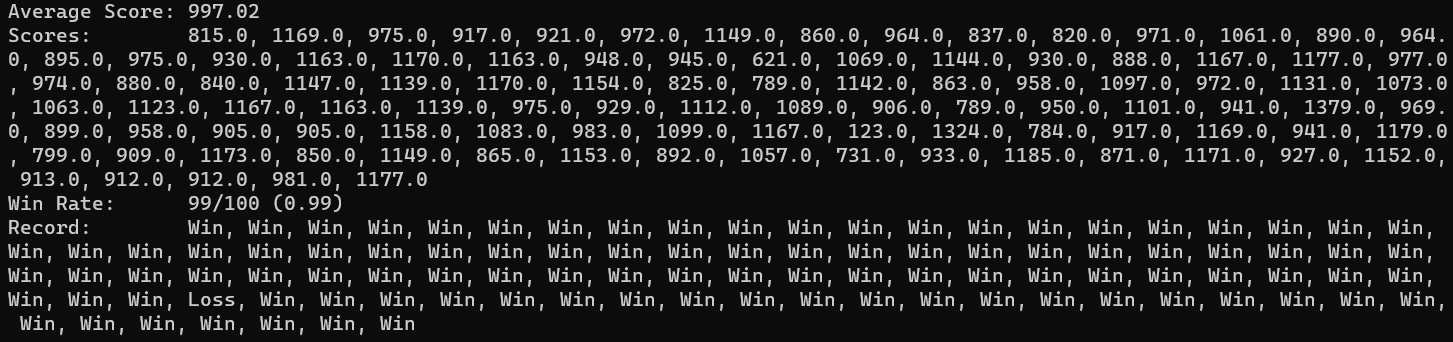 Average Score: 997.02
Scores:        815.0, 1169.0, 975.0, 917.0, 921.0, 972.0, 1149.0, 860.0, 964.0, 837.0, 820.0, 971.0, 1061.0, 890.0, 964.
0, 895.0, 975.0, 930.0, 1163.0, 1170.0, 1163.0, 948.0, 945.0, 621.0, 1069.0, 1144.0, 930.0, 888.0, 1167.0, 1177.0, 977.0
, 974.0, 880.0, 840.0, 1147.0, 1139.0, 1170.0, 1154.0, 825.0, 789.0, 1142.0, 863.0, 958.0, 1097.0, 972.0, 1131.0, 1073.0
, 1063.0, 1123.0, 1167.0, 1163.0, 1139.0, 975.0, 929.0, 1112.0, 1089.0, 906.0, 789.0, 950.0, 1101.0, 941.0, 1379.0, 969.
0, 899.0, 958.0, 905.0, 905.0, 1158.0, 1083.0, 983.0, 1099.0, 1167.0, 123.0, 1324.0, 784.0, 917.0, 1169.0, 941.0, 1179.0
, 799.0, 909.0, 1173.0, 850.0, 1149.0, 865.0, 1153.0, 892.0, 1057.0, 731.0, 933.0, 1185.0, 871.0, 1171.0, 927.0, 1152.0,
 913.0, 912.0, 912.0, 981.0, 1177.0
Win Rate:      99/100 (0.99)
Record:        Win, Win, Win, Win, Win, Win, Win, Win, Win, Win, Win, Win, Win, Win, Win, Win, Win, Win, Win, Win, Win,
Win, Win, Win, Win, Win, Win, Win, Win, Win, Win, Win, Win, Win, Win, Win, Win, Win, Win, Win, Win, Win, Win, Win, Win,
Win, Win, Win, Win, Win, Win, Win, Win, Win, Win, Win, Win, Win, Win, Win, Win, Win, Win, Win, Win, Win, Win, Win, Win,
Win, Win, Win, Loss, Win, Win, Win, Win, Win, Win, Win, Win, Win, Win, Win, Win, Win, Win, Win, Win, Win, Win, Win, Win,
 Win, Win, Win, Win, Win, Win, Win